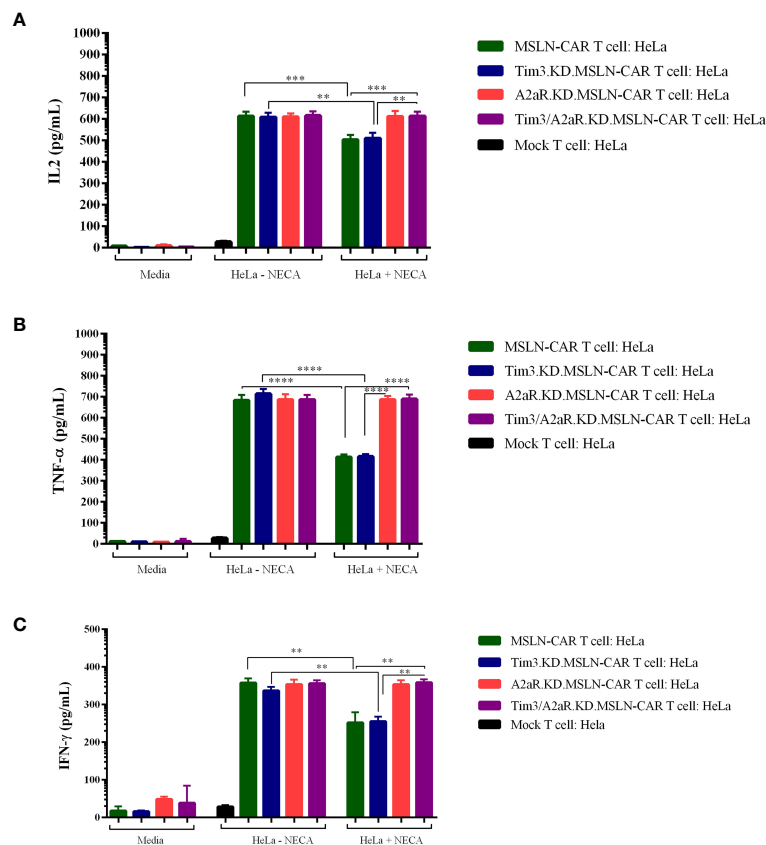 A
1000
900
800
700
600
500
400
300
200
100
0
IL2 (pg/mL)
***
**
***
**
Media
HeLa - NECA
HeLa + NECA
MSLN-CAR T cell: HeLa
Tim3.KD.MSLN-CAR T cell: HeLa
A2aR.KD.MSLN-CAR T cell: HeLa
Tim3/A2aR.KD.MSLN-CAR T cell: HeLa
Mock T cell: HeLa
B
1000
900
800
700
600
500
400
300
200
100
0
TNF-α (pg/mL)
****
****
****
****
Media
HeLa - NECA
HeLa + NECA
MSLN-CAR T cell: HeLa
Tim3.KD.MSLN-CAR T cell: HeLa
A2aR.KD.MSLN-CAR T cell: HeLa
Tim3/A2aR.KD.MSLN-CAR T cell: HeLa
Mock T cell: HeLa
C
500
400
300
200
100
0
IFN-γ (pg/mL)
**
**
**
**
Media
HeLa - NECA
HeLa + NECA
MSLN-CAR T cell: HeLa
Tim3.KD.MSLN-CAR T cell: HeLa
A2aR.KD.MSLN-CAR T cell: HeLa
Tim3/A2aR.KD.MSLN-CAR T cell: HeLa
Mock T cell: Hela